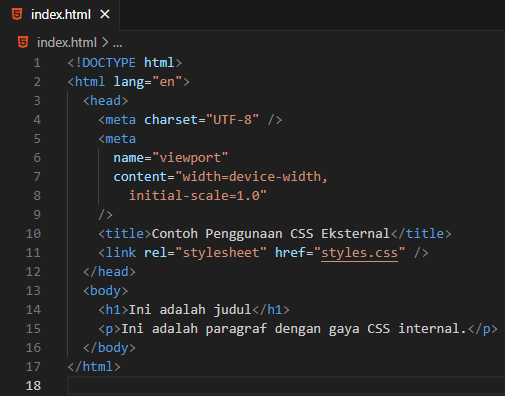 index.html
index.html > ...
1 <!DOCTYPE html>
2 <html lang="en">
3 <head>
4 <meta charset="UTF-8" />
5 <meta
6 name="viewport"
7 content="width=device-width,
8 initial-scale=1.0"
9 />
10 <title>Contoh Penggunaan CSS Eksternal</title>
11 <link rel="stylesheet" href="styles.css" />
12 </head>
13 <body>
14 <h1>Ini adalah judul</h1>
15 <p>Ini adalah paragraf dengan gaya CSS internal.</p>
16 </body>
17 </html>
18